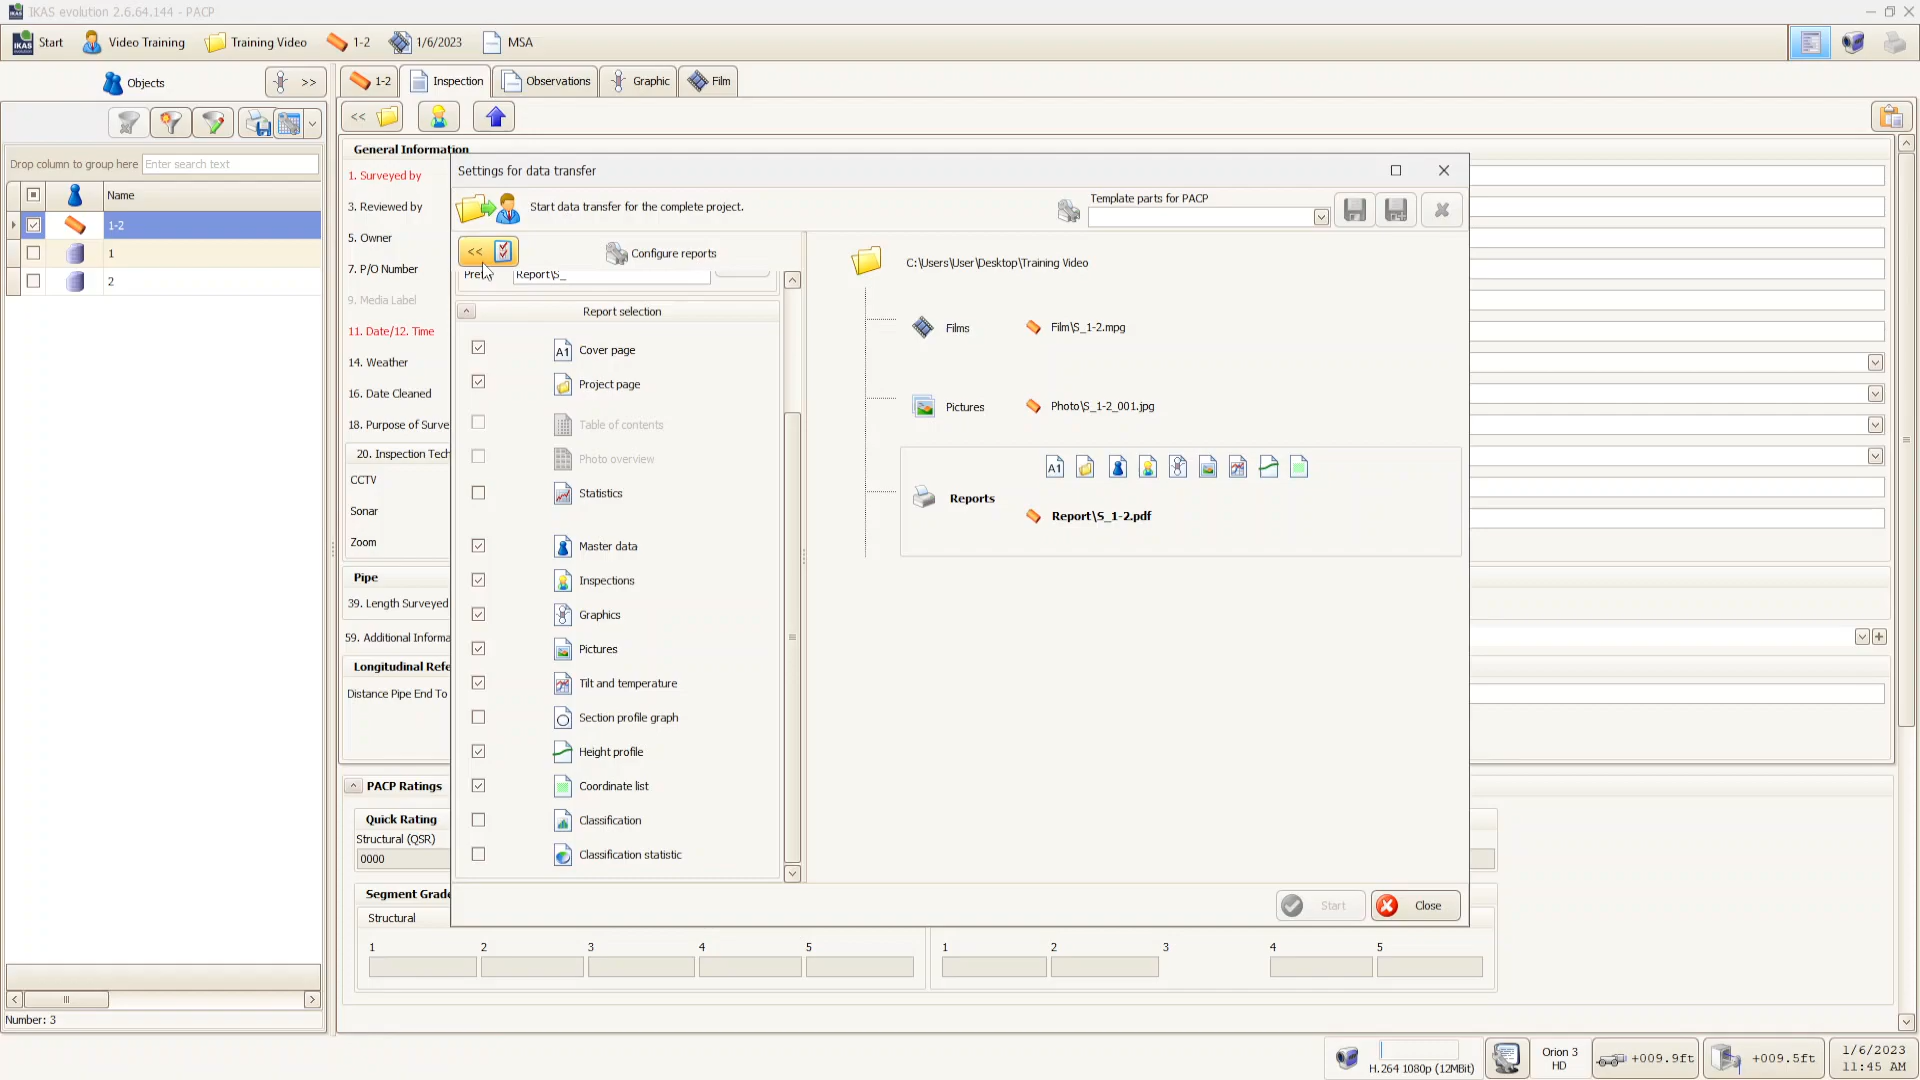 IKAS evolution 2.6.64.144 - PACP
Start
Video Training
Training Video
1-2
1/6/2023
MSA
Objects
>>
1-2
Inspection
Observations
Graphic
Film
<<
Drop column to group here
Enter search text
Name
1-2
1
2
Number: 3
General Information
1. Surveyed by
3. Reviewed by
5. Owner
7. P/O Number
9. Media Label
11. Date/12. Time
14. Weather
16. Date Cleaned
18. Purpose of Surve
20. Inspection Tech
CCTV
Sonar
Zoom
Pipe
39. Length Surveyed
59. Additional Informa
Longitudinal Refe
Distance Pipe End To
PACP Ratings
Quick Rating
Structural (QSR)
0000
Segment Grade
Structural
1 2 3 4 5
1 2 3 4 5
Settings for data transfer
Start data transfer for the complete project.
Template parts for PACP
<<
Configure reports
Prefix
Report\S_
Report selection
A1
Cover page
Project page
Table of contents
Photo overview
Statistics
Master data
Inspections
Graphics
Pictures
Tilt and temperature
Section profile graph
Height profile
Coordinate list
Classification
Classification statistic
C:\Users\User\Desktop\Training Video
Films
Film\S_1-2.mpg
Pictures
Photo\S_1-2_001.jpg
A1
Reports
Report\S_1-2.pdf
Start
Close
H.264 1080p (12MBit)
Orion 3
HD
+009.9ft
+009.5ft
1/6/2023
11:45 AM